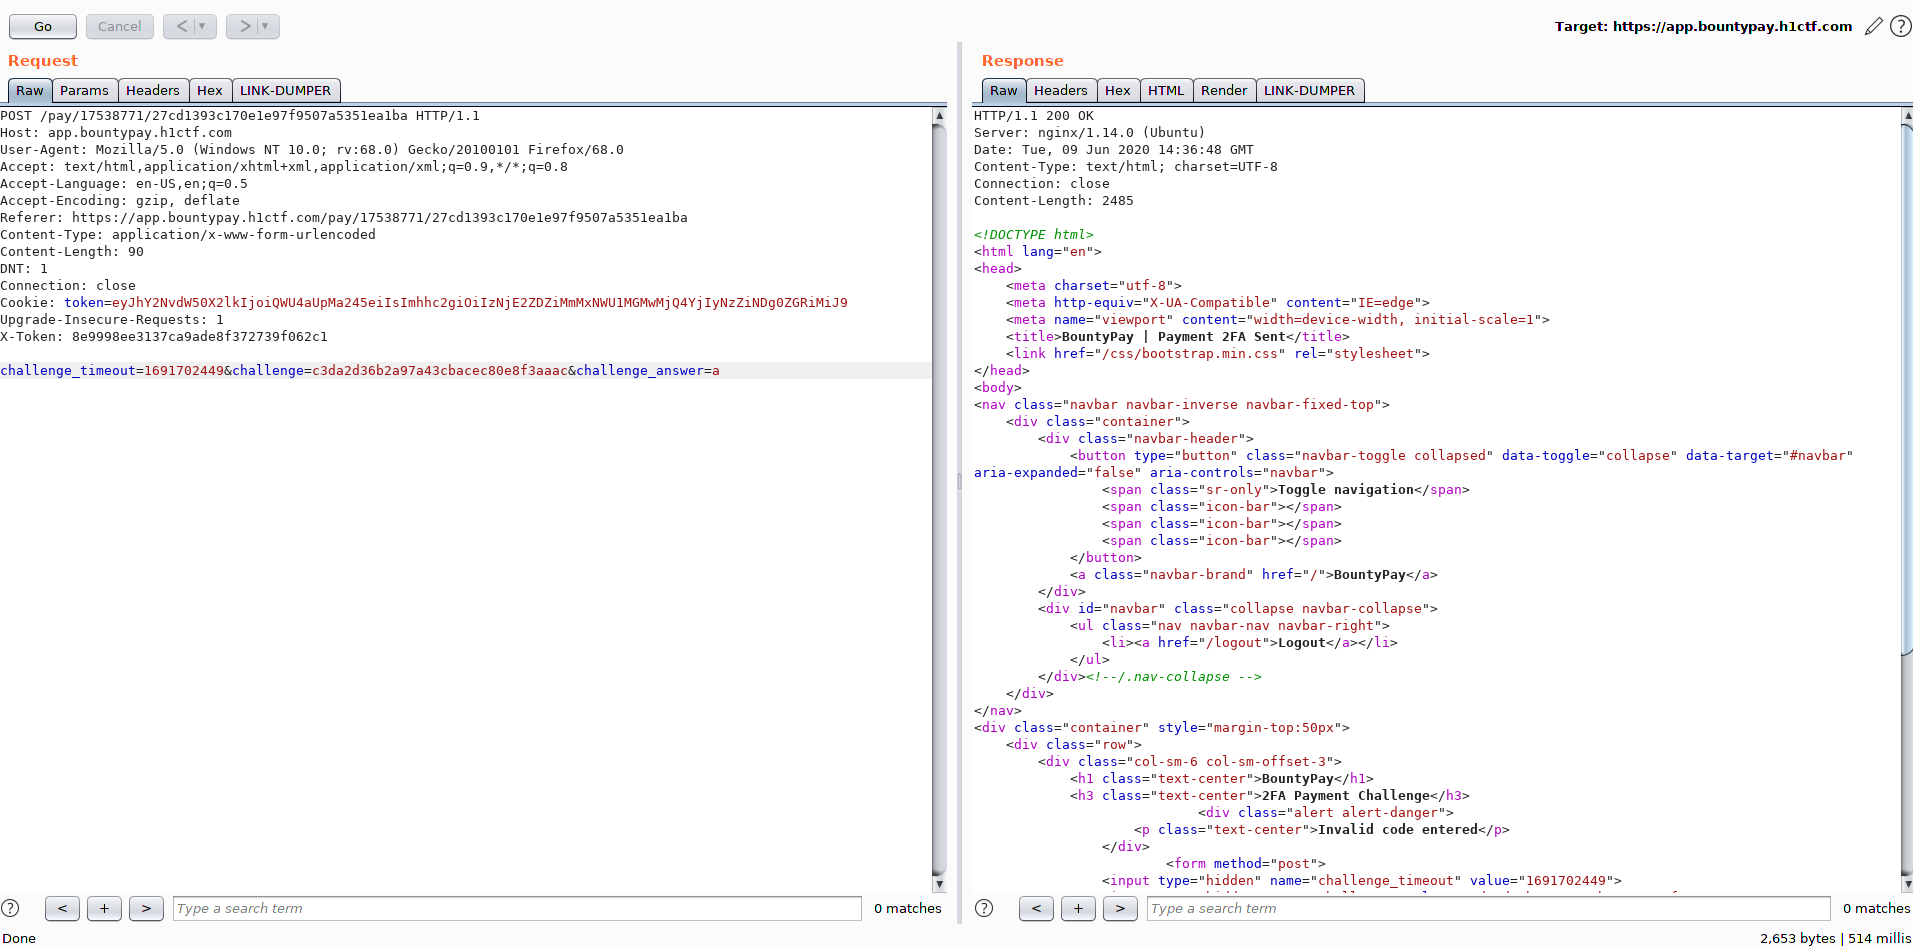 Go
Cancel
<
>
Target: https://app.bountypay.h1ctf.com
?
Request
Raw
Params
Headers
Hex
LINK-DUMPER
POST /pay/17538771/27cd1393c170e1e97f9507a5351ea1ba HTTP/1.1
Host: app.bountypay.h1ctf.com
User-Agent: Mozilla/5.0 (Windows NT 10.0; rv:68.0) Gecko/20100101 Firefox/68.0
Accept: text/html,application/xhtml+xml,application/xml;q=0.9,*/*;q=0.8
Accept-Language: en-US,en;q=0.5
Accept-Encoding: gzip, deflate
Referer: https://app.bountypay.h1ctf.com/pay/17538771/27cd1393c170e1e97f9507a5351ea1ba
Content-Type: application/x-www-form-urlencoded
Content-Length: 90
DNT: 1
Connection: close
Cookie: token=eyJhY2NvdW50X2lkIjoiQWU4aUpMa245eiIsImhhc2giOiIzNjE2ZDZiMmMxNWU1MGMwMjQ4YjIyNzZiNDg0ZGRiMiJ9
Upgrade-Insecure-Requests: 1
X-Token: 8e9998ee3137ca9ade8f372739f062c1
challenge_timeout=1691702449&challenge=c3da2d36b2a97a43cbacec80e8f3aaac&challenge_answer=a
?
<
+
>
Type a search term
0 matches
Done
Response
Raw
Headers
Hex
HTML
Render
LINK-DUMPER
HTTP/1.1 200 OK
Server: nginx/1.14.0 (Ubuntu)
Date: Tue, 09 Jun 2020 14:36:48 GMT
Content-Type: text/html; charset=UTF-8
Connection: close
Content-Length: 2485
<!DOCTYPE html>
<html lang="en">
<head>
<meta charset="utf-8">
<meta http-equiv="X-UA-Compatible" content="IE=edge">
<meta name="viewport" content="width=device-width, initial-scale=1">
<title>BountyPay | Payment 2FA Sent</title>
<link href="/css/bootstrap.min.css" rel="stylesheet">
</head>
<body>
<nav class="navbar navbar-inverse navbar-fixed-top">
<div class="container">
<div class="navbar-header">
<button type="button" class="navbar-toggle collapsed" data-toggle="collapse" data-target="#navbar"
aria-expanded="false" aria-controls="navbar">
<span class="sr-only">Toggle navigation</span>
<span class="icon-bar"></span>
<span class="icon-bar"></span>
<span class="icon-bar"></span>
</button>
<a class="navbar-brand" href="/">BountyPay</a>
</div>
<div id="navbar" class="collapse navbar-collapse">
<ul class="nav navbar-nav navbar-right">
<li><a href="/logout">Logout</a></li>
</ul>
</div><!--/.nav-collapse -->
</div>
</nav>
<div class="container" style="margin-top:50px">
<div class="row">
<div class="col-sm-6 col-sm-offset-3">
<h1 class="text-center">BountyPay</h1>
<h3 class="text-center">2FA Payment Challenge</h3>
<div class="alert alert-danger">
<p class="text-center">Invalid code entered</p>
</div>
<form method="post">
<input type="hidden" name="challenge_timeout" value="1691702449">
?
<
+
>
Type a search term
0 matches
2,653 bytes | 514 millis